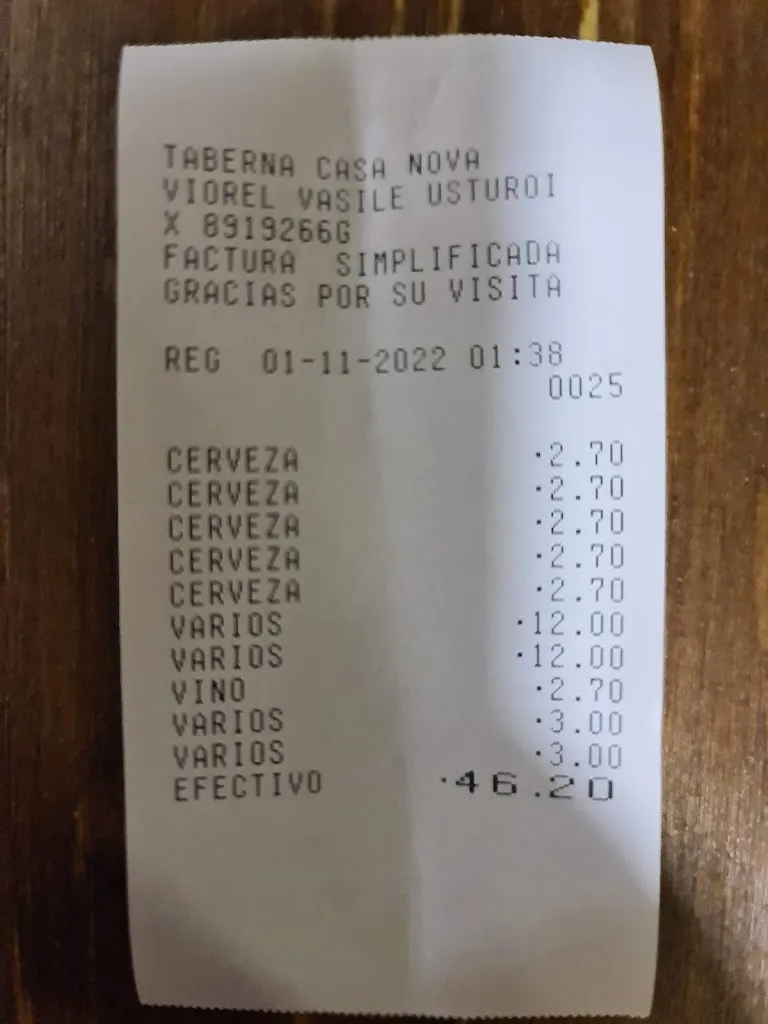 TABERNA CASA NOVA
VIOREL VASILE USTUROI
X 8919266G
FACTURA SIMPLIFICADA
GRACIAS POR SU VISITA
REG 01-11-2022 01:38
0025
CERVEZA ·2.70
CERVEZA ·2.70
CERVEZA ·2.70
CERVEZA ·2.70
CERVEZA ·2.70
VARIOS ·12.00
VARIOS ·12.00
VINO ·2.70
VARIOS ·3.00
VARIOS ·3.00
EFECTIVO ·46.20